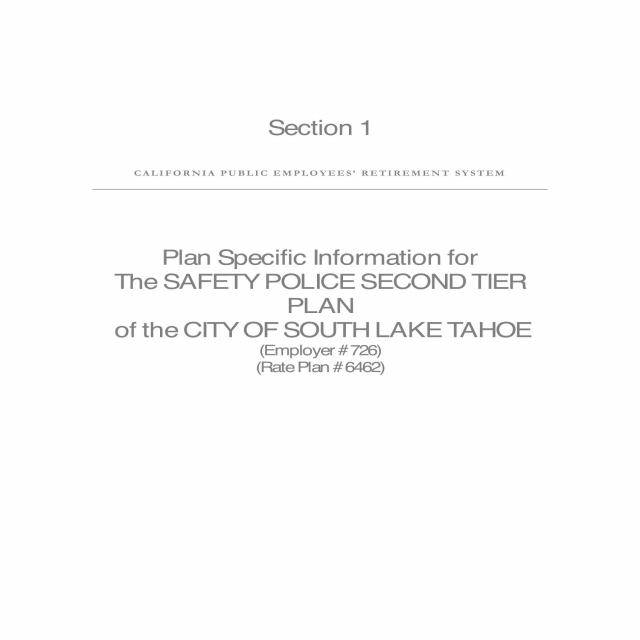 Section 1
CALIFORNIA PUBLIC EMPLOYEES' RETIREMENT SYSTEM
Plan Specific Information for
The SAFETY POLICE SECOND TIER
PLAN
of the CITY OF SOUTH LAKE TAHOE
(Employer # 726)
(Rate Plan # 6462)